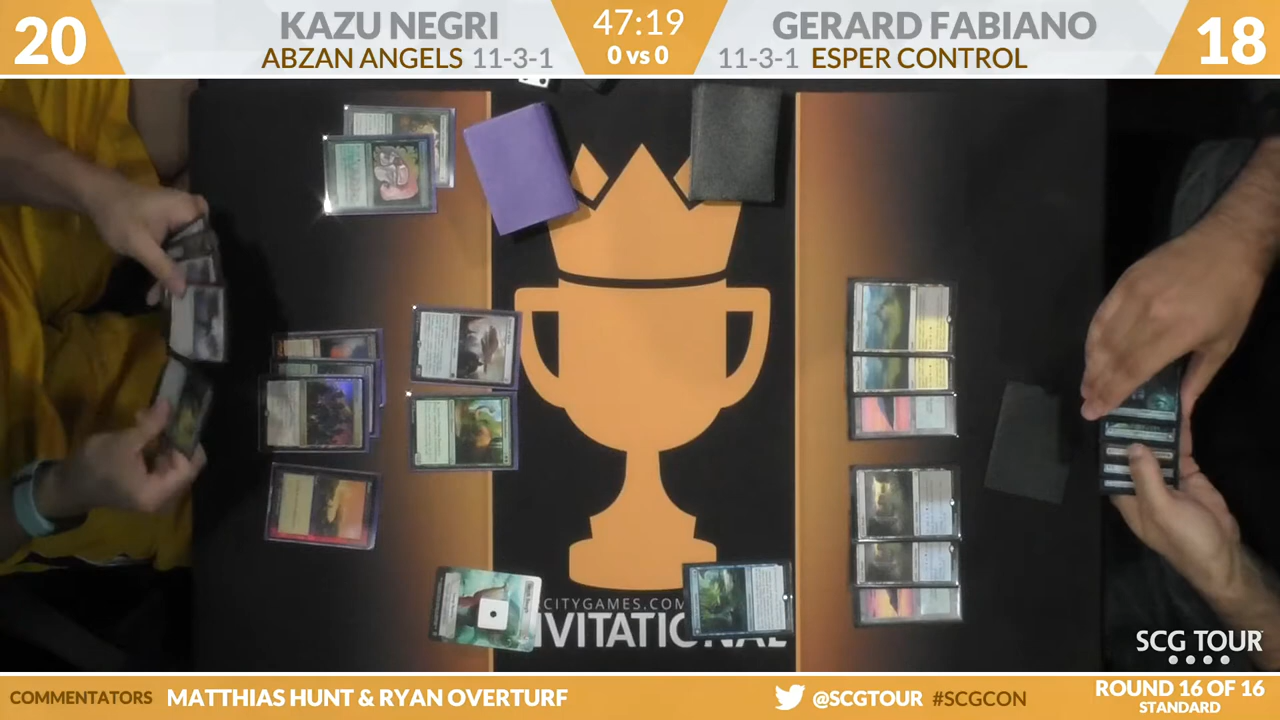 20
KAZU NEGRI
ABZAN ANGELS 11-3-1
47:19
0 vs 0
GERARD FABIANO
11-3-1 ESPER CONTROL
18
CITYGAMES.COM
INVITATIONAL
SCG TOUR
COMMENTATORS MATTHIAS HUNT & RYAN OVERTURF
@SCGTOUR #SCGCON
ROUND 16 OF 16
STANDARD